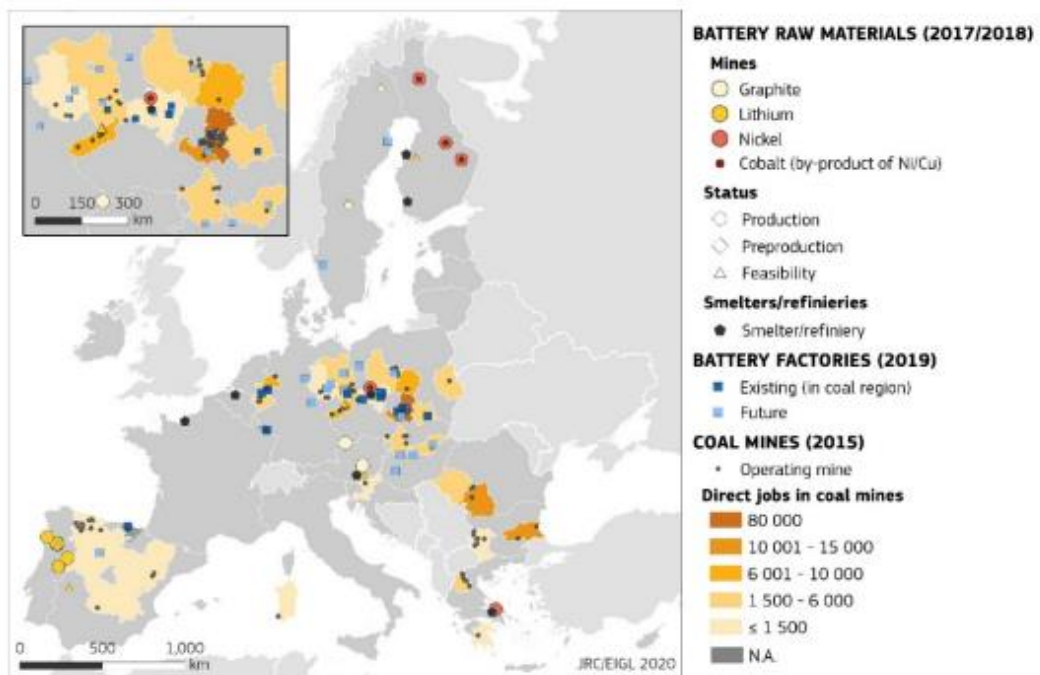 0 150 300
km
0 500 1,000
km
JRC/EIGL 2020
BATTERY RAW MATERIALS (2017/2018)
Mines
Graphite
Lithium
Nickel
Cobalt (by-product of Ni/Cu)
Status
Production
Preproduction
Feasibility
Smelters/refinieries
Smelter/refiniery
BATTERY FACTORIES (2019)
Existing (in coal region)
Future
COAL MINES (2015)
Operating mine
Direct jobs in coal mines
80 000
10 001 - 15 000
6 001 - 10 000
1 500 - 6 000
≤ 1 500
N.A.